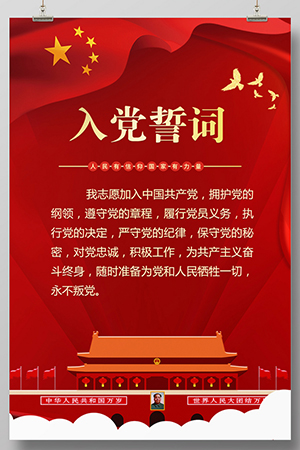 入党誓词
人民有信仰国家有力量
我志愿加入中国共产党，拥护党的
纲领，遵守党的章程，履行党员义务，执
行党的决定，严守党的纪律，保守党的秘
密，对党忠诚，积极工作，为共产主义奋
斗终身，随时准备为党和人民牺牲一切，
永不叛党。
中华人民共和国万岁
世界人民大团结万